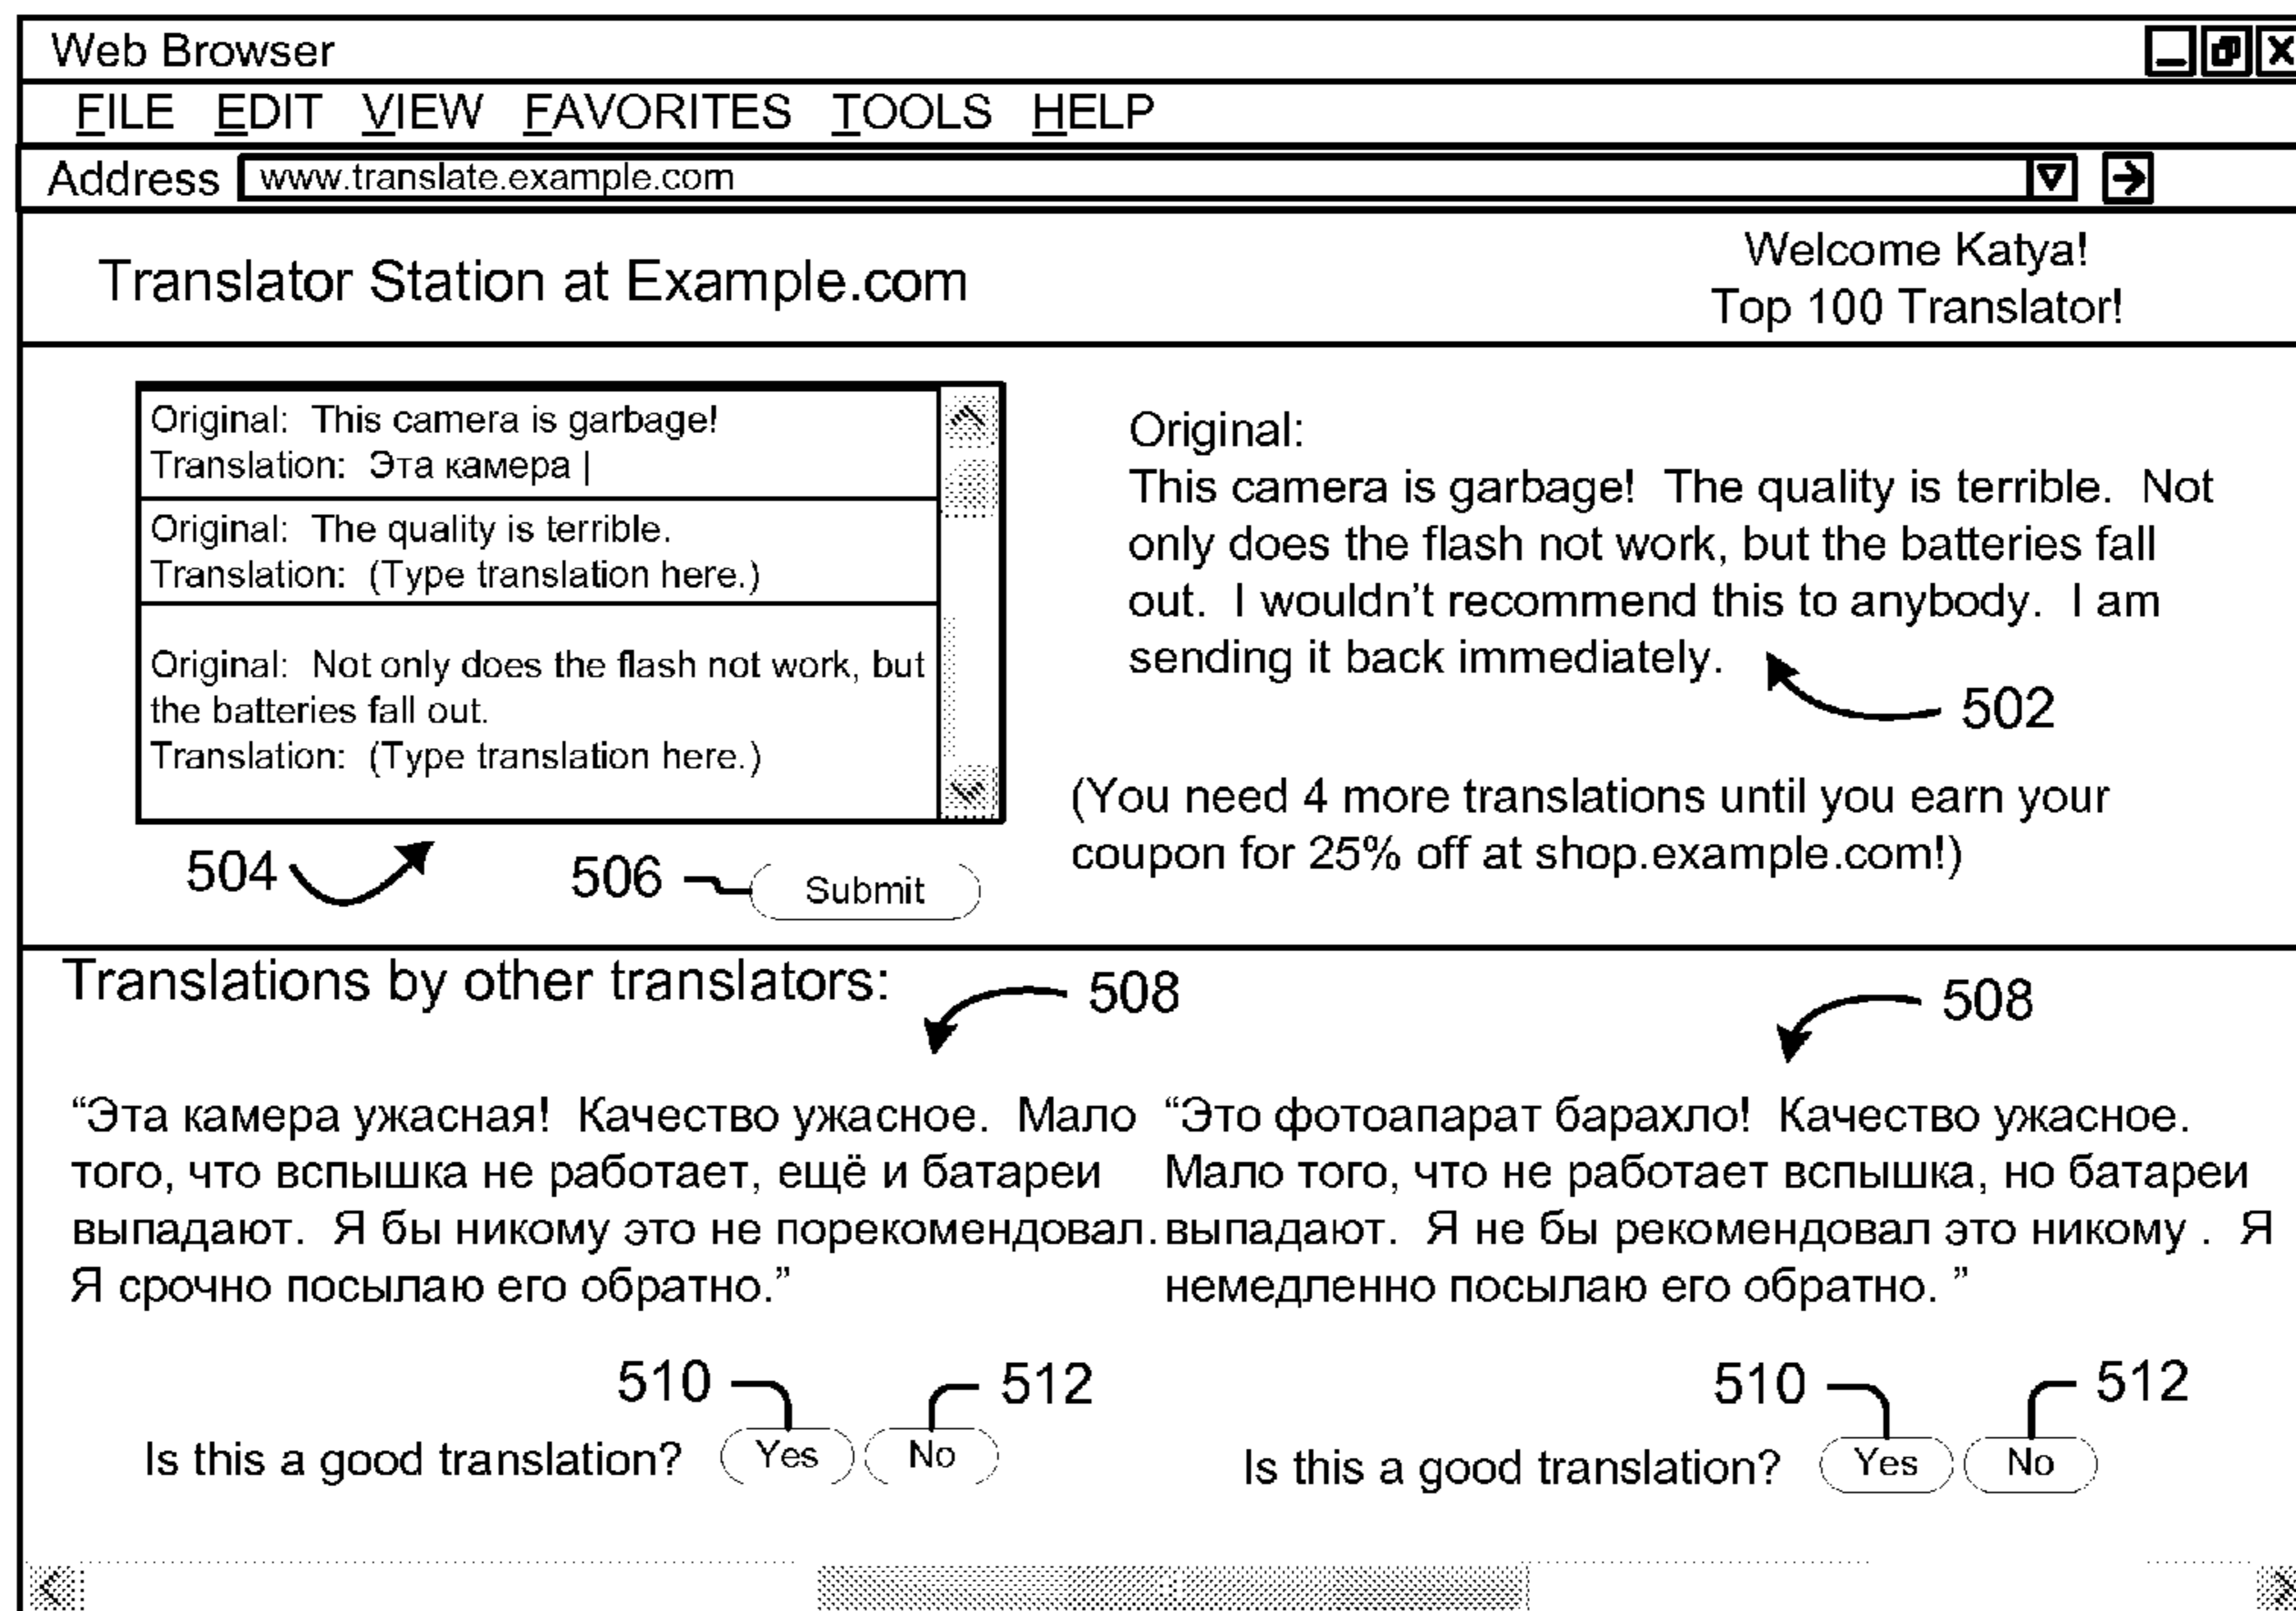 Web Browser
FILE EDIT VIEW FAVORITES TOOLS HELP
Address www.translate.example.com
Translator Station at Example.com
Welcome Katya!
Top 100 Translator!
Original: This camera is garbage!
Translation: Эта камера |
Original: The quality is terrible.
Translation: (Type translation here.)
Original: Not only does the flash not work, but
the batteries fall out.
Translation: (Type translation here.)
504
506
Submit
Original:
This camera is garbage! The quality is terrible. Not
only does the flash not work, but the batteries fall
out. I wouldn't recommend this to anybody. I am
sending it back immediately.
502
(You need 4 more translations until you earn your
coupon for 25% off at shop.example.com!)
Translations by other translators:
508
508
“Эта камера ужасная! Качество ужасное. Мало
того, что вспышка не работает, ещё и батареи
выпадают. Я бы никому это не порекомендовал.
Я срочно посылаю его обратно.”
“Это фотоапарат барахло! Качество ужасное.
Мало того, что не работает вспышка, но батареи
выпадают. Я не бы рекомендовал это никому . Я
немедленно посылаю его обратно. ”
510
512
Is this a good translation? Yes No
510
512
Is this a good translation? Yes No